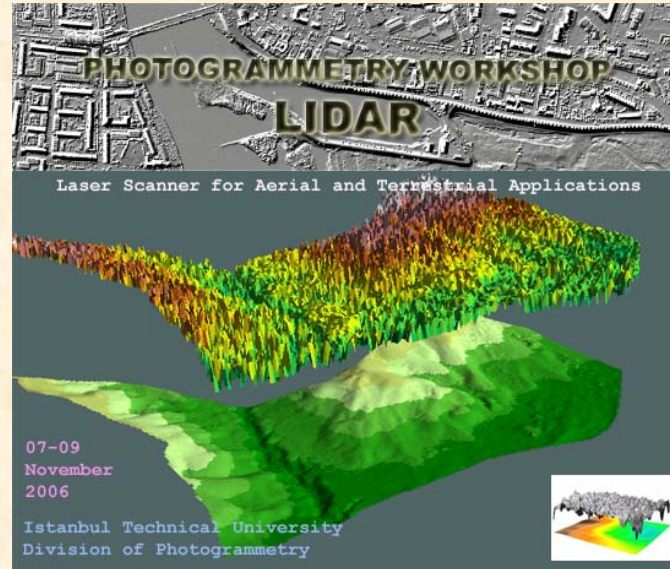 PHOTOGRAMMETRY WORKSHOP
LIDAR
Laser Scanner for Aerial and Terrestrial Applications
07-09
November
2006
Istanbul Technical University
Division of Photogrammetry